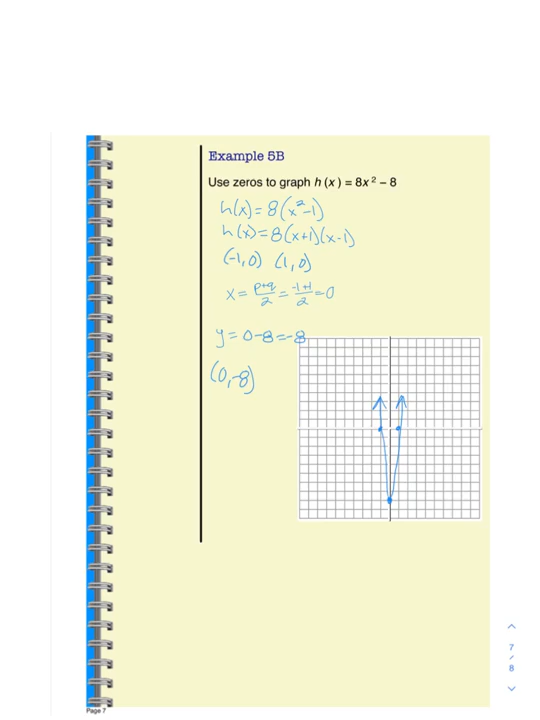 Example 5B
Use zeros to graph h (x) = 8x² – 8
h(x) = 8(x²-1)
h(x) = 8(x+1)(x-1)
(-1,0) (1,0)
x = p+q/2 = -1+1/2 = 0
y = 0-8 = -8
(0,-8)
7
/
8
Page 7